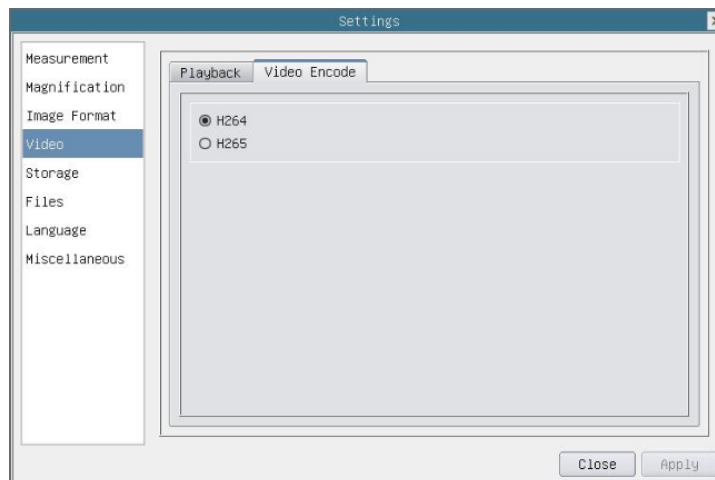 Settings
Measurement
Magnification
Image Format
Video
Storage
Files
Language
Miscellaneous
Playback
Video Encode
H264
H265
Close
Apply